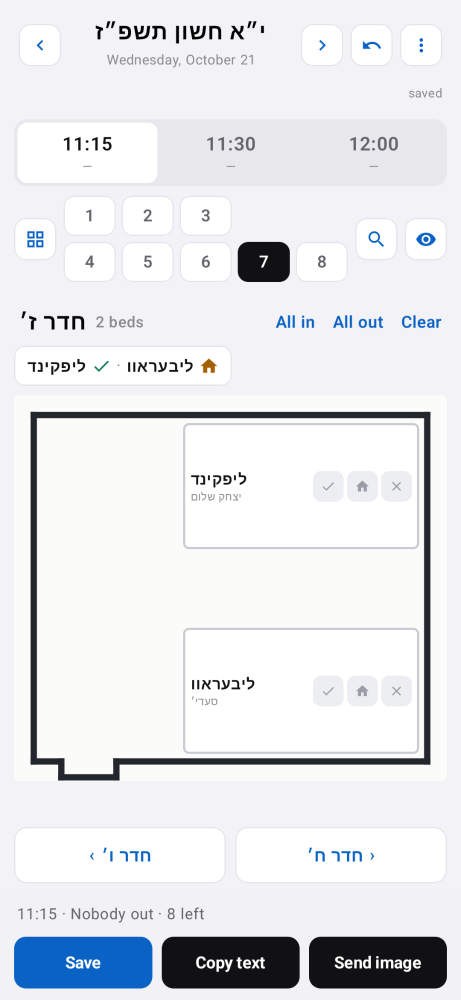 י״א חשון תשפ״ז
Wednesday, October 21
saved
11:15 11:30 12:00
– – –
1 2 3
4 5 6 7 8
חדר ז׳ 2 beds All in All out Clear
ליפקינד · ליבעראוו
ליפקינד
יצחק שלום
ליבעראוו
סעדי׳
‹ חדר ו׳ חדר ח׳ ›
11:15 · Nobody out · 8 left
Save Copy text Send image